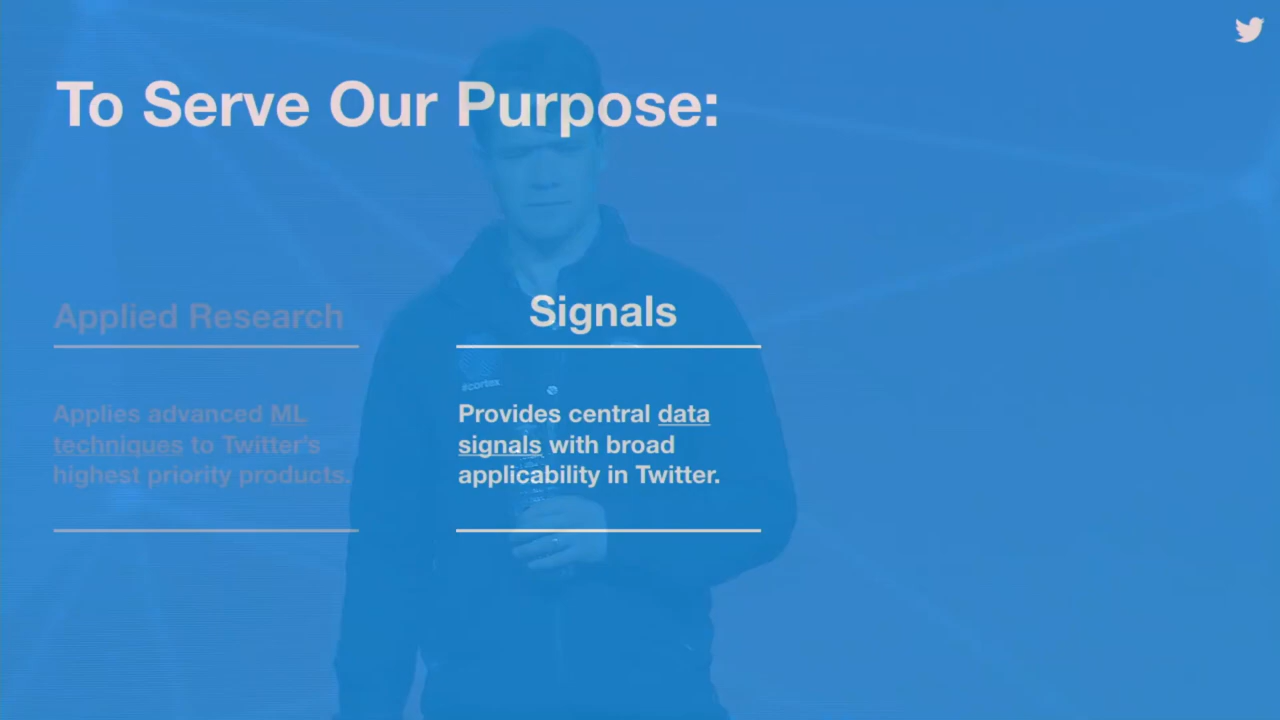 To Serve Our Purpose:
Applied Research
Applies advanced ML
techniques to Twitter's
highest priority products.
Signals
Provides central data
signals with broad
applicability in Twitter.
#cortex